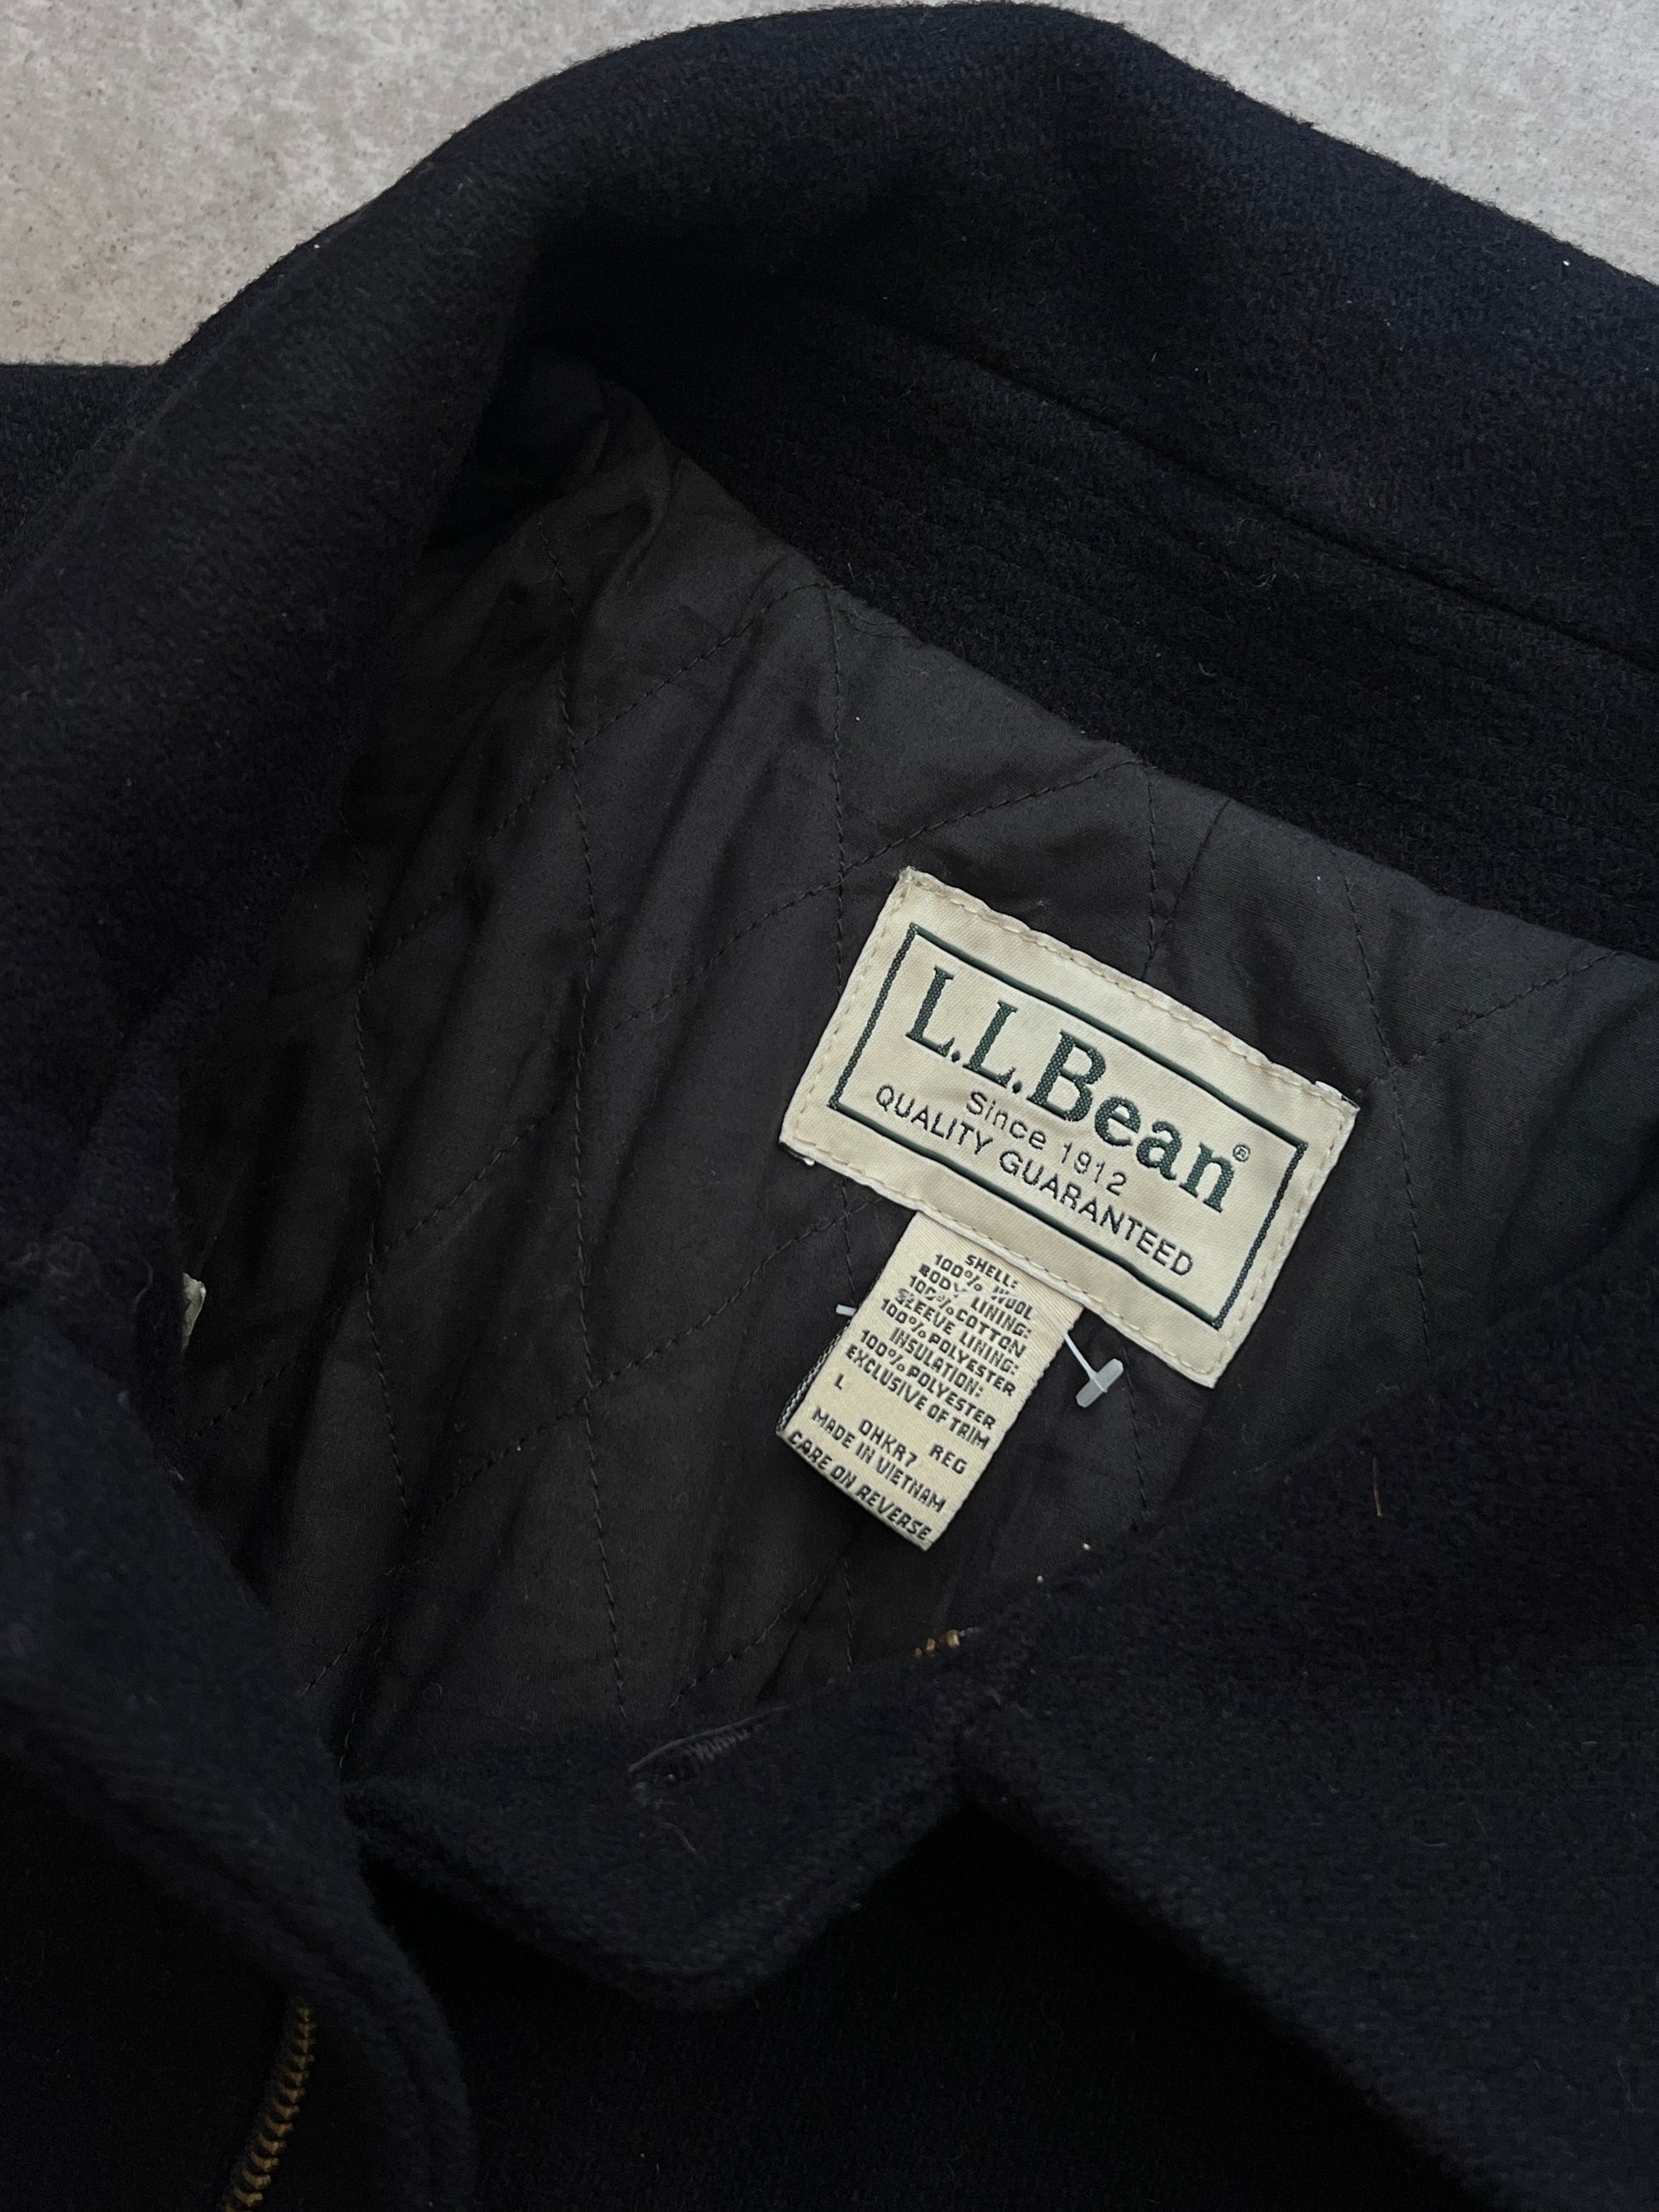 L.L.Bean®
Since 1912
QUALITY GUARANTEED
SHELL:
100% WOOL
BODY LINING:
100% COTTON
SLEEVE LINING:
100% POLYESTER
INSULATION:
100% POLYESTER
EXCLUSIVE OF TRIM
L REG
OHKR7
MADE IN VIETNAM
CARE ON REVERSE